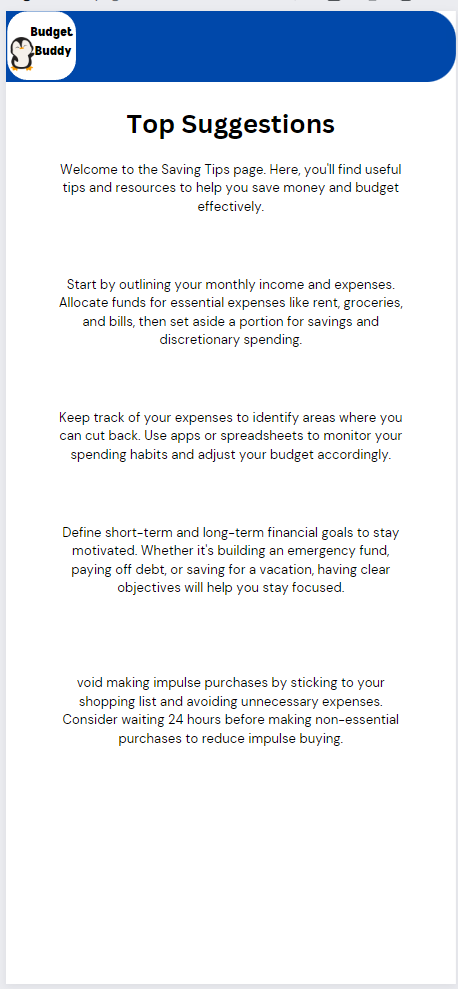 Budget
Buddy
Top Suggestions
Welcome to the Saving Tips page. Here, you'll find useful
tips and resources to help you save money and budget
effectively.
Start by outlining your monthly income and expenses.
Allocate funds for essential expenses like rent, groceries,
and bills, then set aside a portion for savings and
discretionary spending.
Keep track of your expenses to identify areas where you
can cut back. Use apps or spreadsheets to monitor your
spending habits and adjust your budget accordingly.
Define short-term and long-term financial goals to stay
motivated. Whether it's building an emergency fund,
paying off debt, or saving for a vacation, having clear
objectives will help you stay focused.
void making impulse purchases by sticking to your
shopping list and avoiding unnecessary expenses.
Consider waiting 24 hours before making non-essential
purchases to reduce impulse buying.